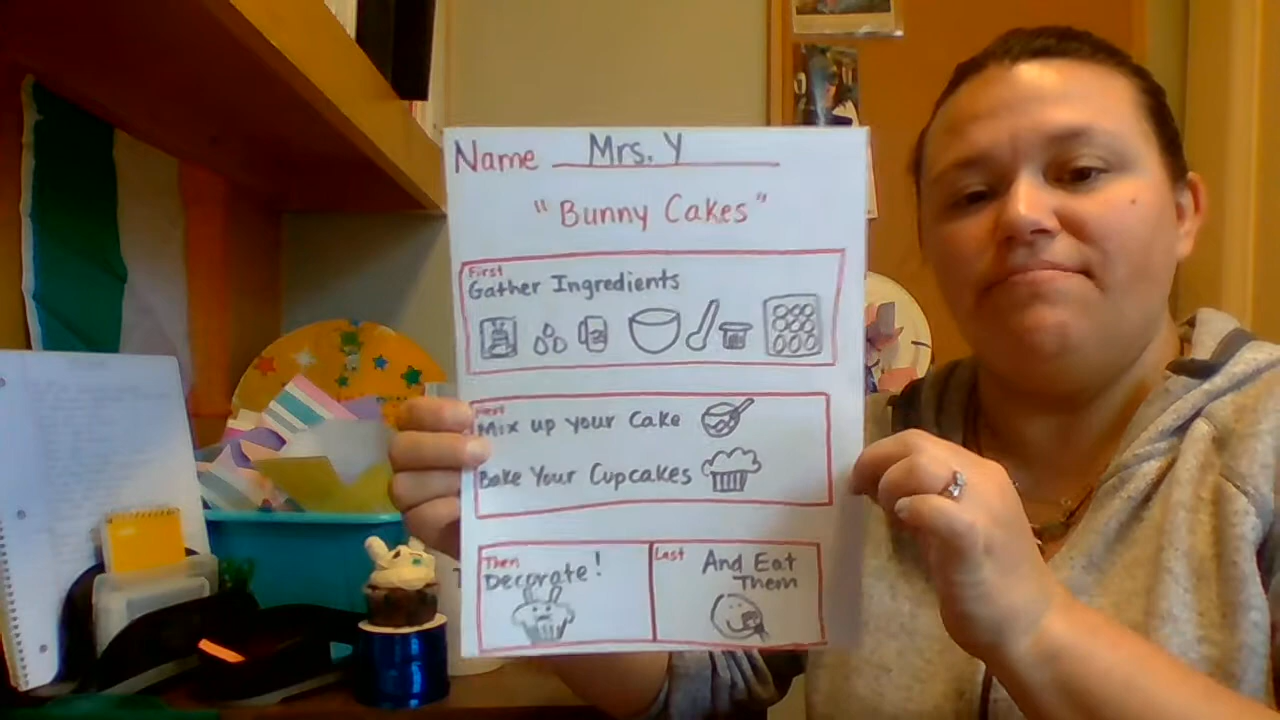 Name Mrs. Y
"Bunny Cakes"
First
Gather Ingredients
Next
Mix up your Cake
Bake Your Cupcakes
Then
Decorate!
Last
And Eat
Them